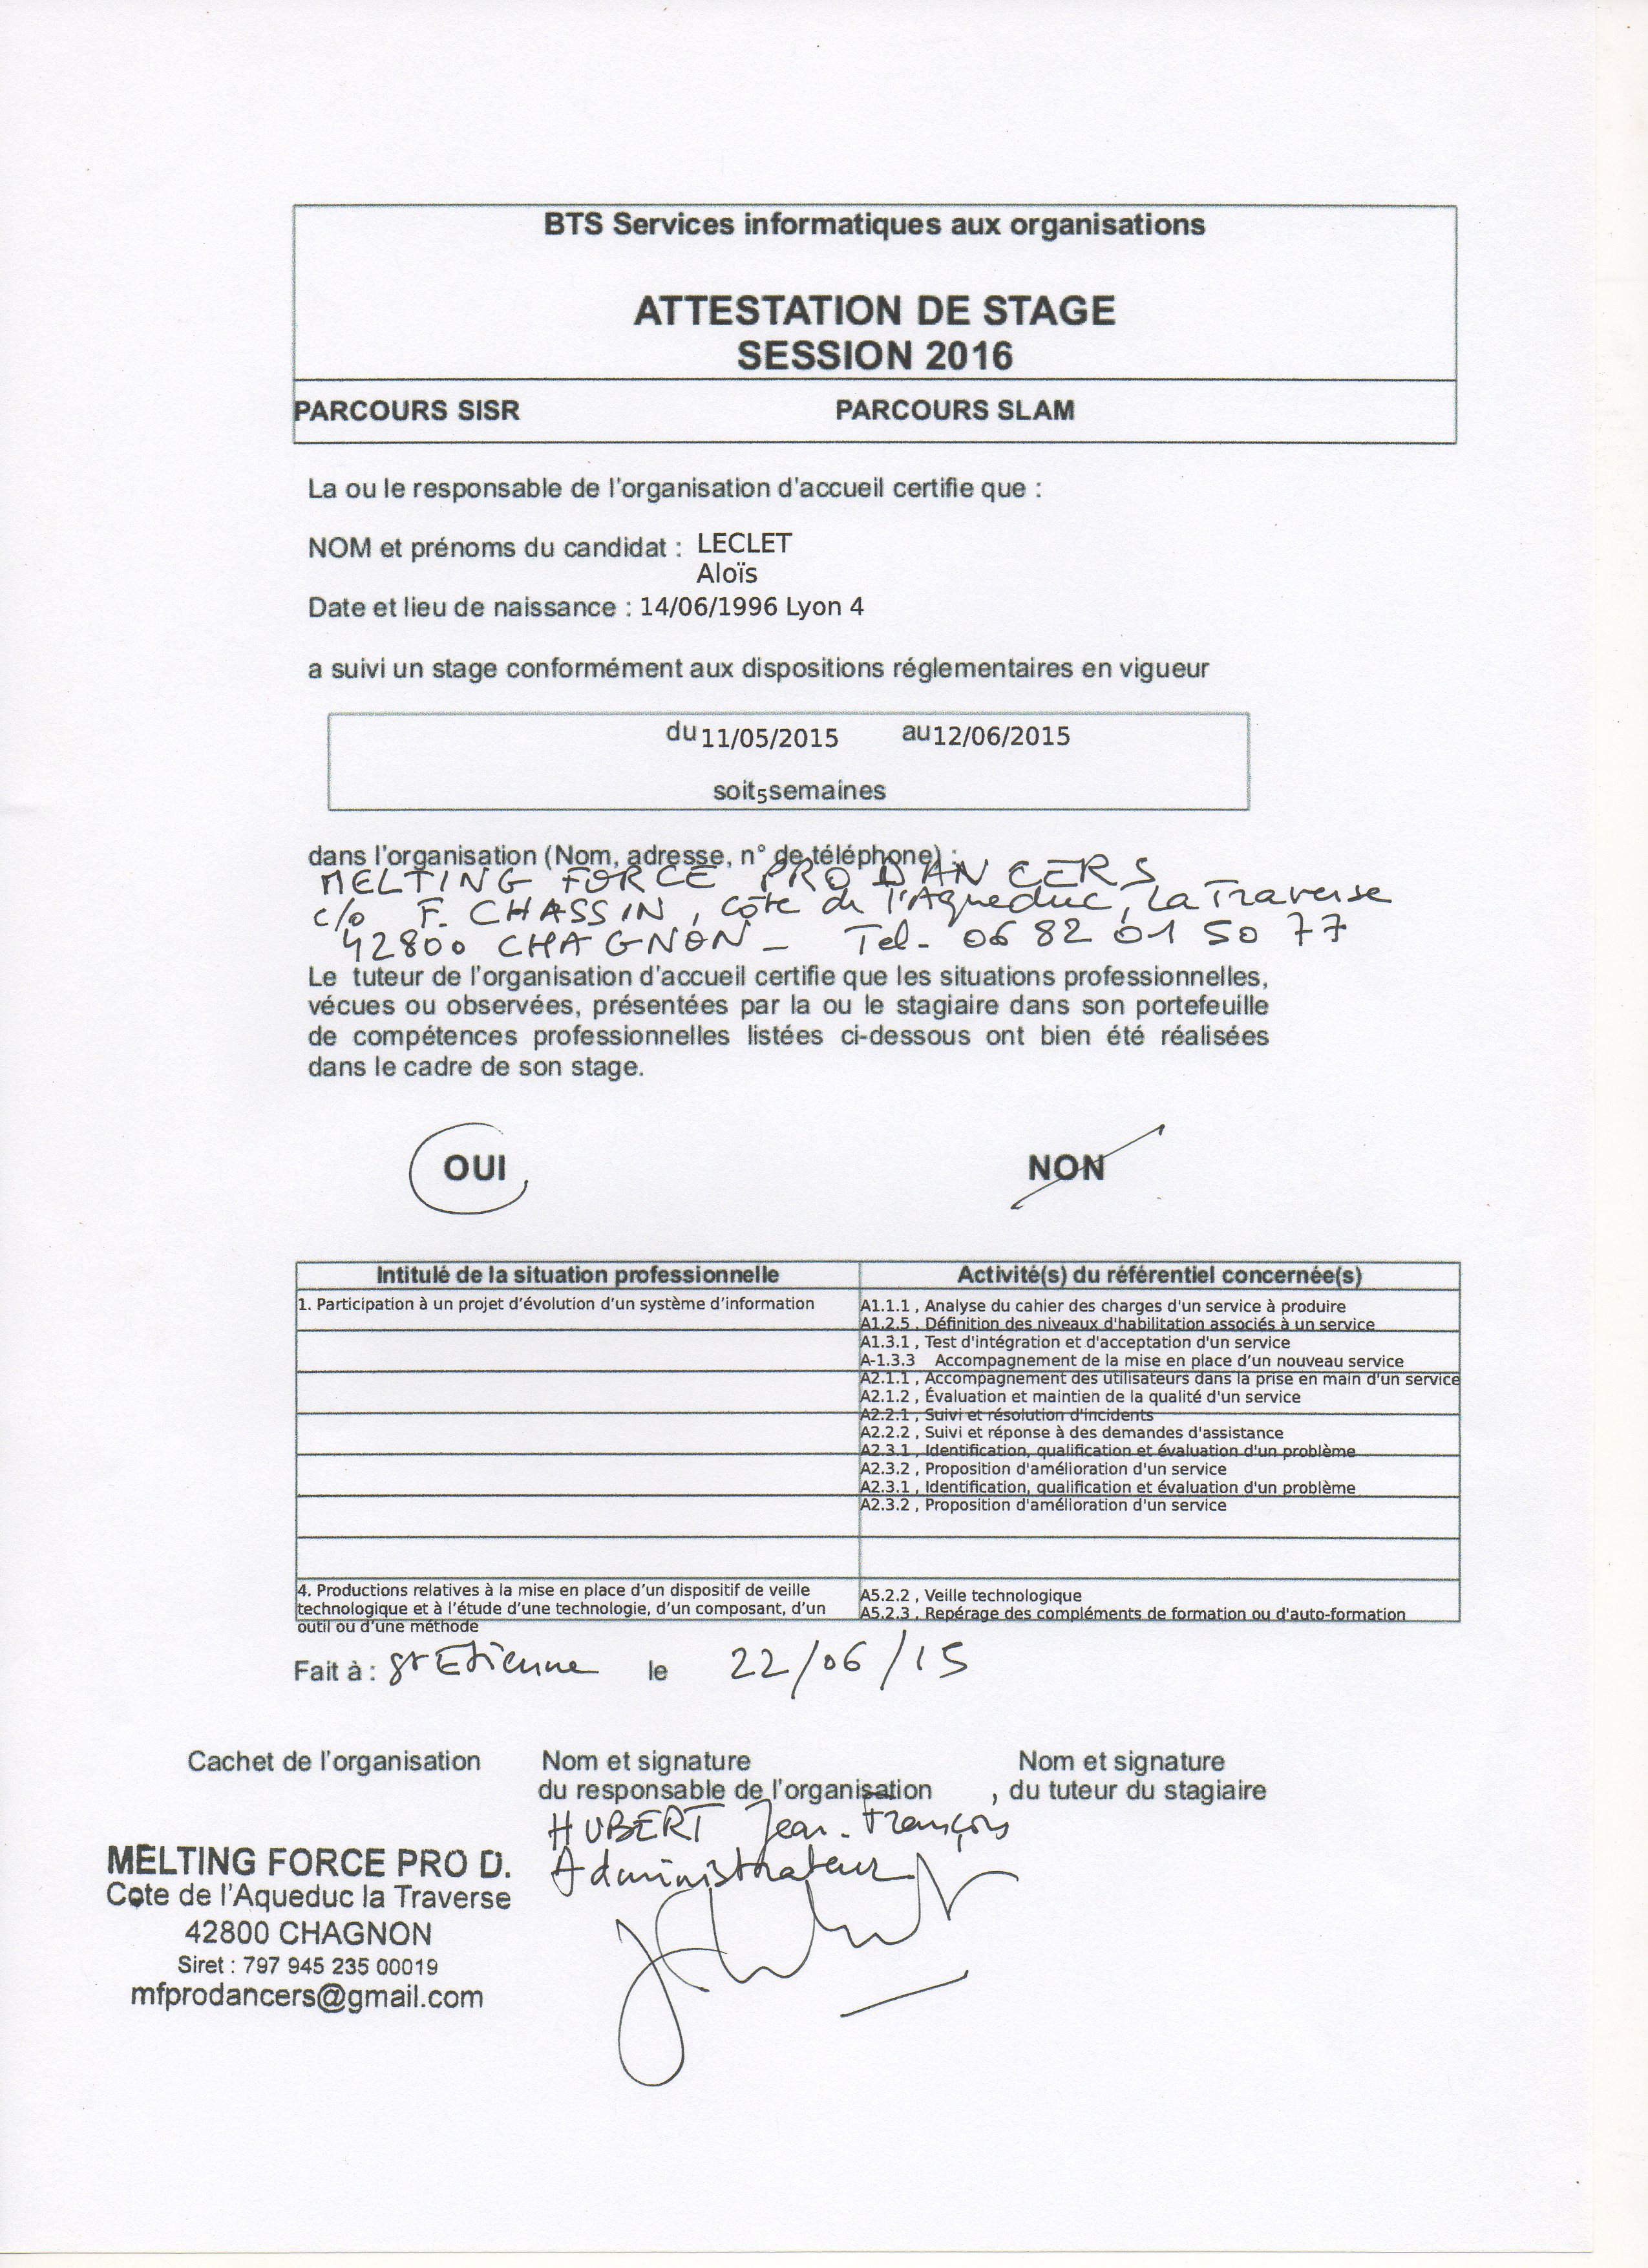 BTS Services informatiques aux organisations
ATTESTATION DE STAGE
SESSION 2016
PARCOURS SISR PARCOURS SLAM
La ou le responsable de l'organisation d'accueil certifie que :
NOM et prénoms du candidat : LECLET
Aloïs
Date et lieu de naissance : 14/06/1996 Lyon 4
a suivi un stage conformément aux dispositions réglementaires en vigueur
du 11/05/2015 au 12/06/2015
soit 5 semaines
dans l'organisation (Nom, adresse, n° de téléphone) :
MELTING FORCE PRO DANCERS
c/o F. CHASSIN, Côte de l'Aqueduc, La Traverse
42800 CHAGNON - Tel. 06 82 01 50 77
Le tuteur de l'organisation d'accueil certifie que les situations professionnelles,
vécues ou observées, présentées par la ou le stagiaire dans son portefeuille
de compétences professionnelles listées ci-dessous ont bien été réalisées
dans le cadre de son stage.
OUI NON
Intitulé de la situation professionnelle Activité(s) du référentiel concernée(s)
1. Participation à un projet d'évolution d'un système d'information A1.1.1 , Analyse du cahier des charges d'un service à produire
A1.2.5 , Définition des niveaux d'habilitation associés à un service
A1.3.1 , Test d'intégration et d'acceptation d'un service
A-1.3.3 Accompagnement de la mise en place d'un nouveau service
A2.1.1 , Accompagnement des utilisateurs dans la prise en main d'un service
A2.1.2 , Évaluation et maintien de la qualité d'un service
A2.2.1 , Suivi et résolution d'incidents
A2.2.2 , Suivi et réponse à des demandes d'assistance
A2.3.1 , Identification, qualification et évaluation d'un problème
A2.3.2 , Proposition d'amélioration d'un service
A2.3.1 , Identification, qualification et évaluation d'un problème
A2.3.2 , Proposition d'amélioration d'un service
4. Productions relatives à la mise en place d'un dispositif de veille A5.2.2 , Veille technologique
technologique et à l'étude d'une technologie, d'un composant, d'un A5.2.3 , Repérage des compléments de formation ou d'auto-formation
outil ou d'une méthode
Fait à : St Etienne le 22/06/15
Cachet de l'organisation Nom et signature Nom et signature
du responsable de l'organisation , du tuteur du stagiaire
HUBERT Jean-François
Administrateur
MELTING FORCE PRO D.
Cote de l'Aqueduc la Traverse
42800 CHAGNON
Siret : 797 945 235 00019
mfprodancers@gmail.com